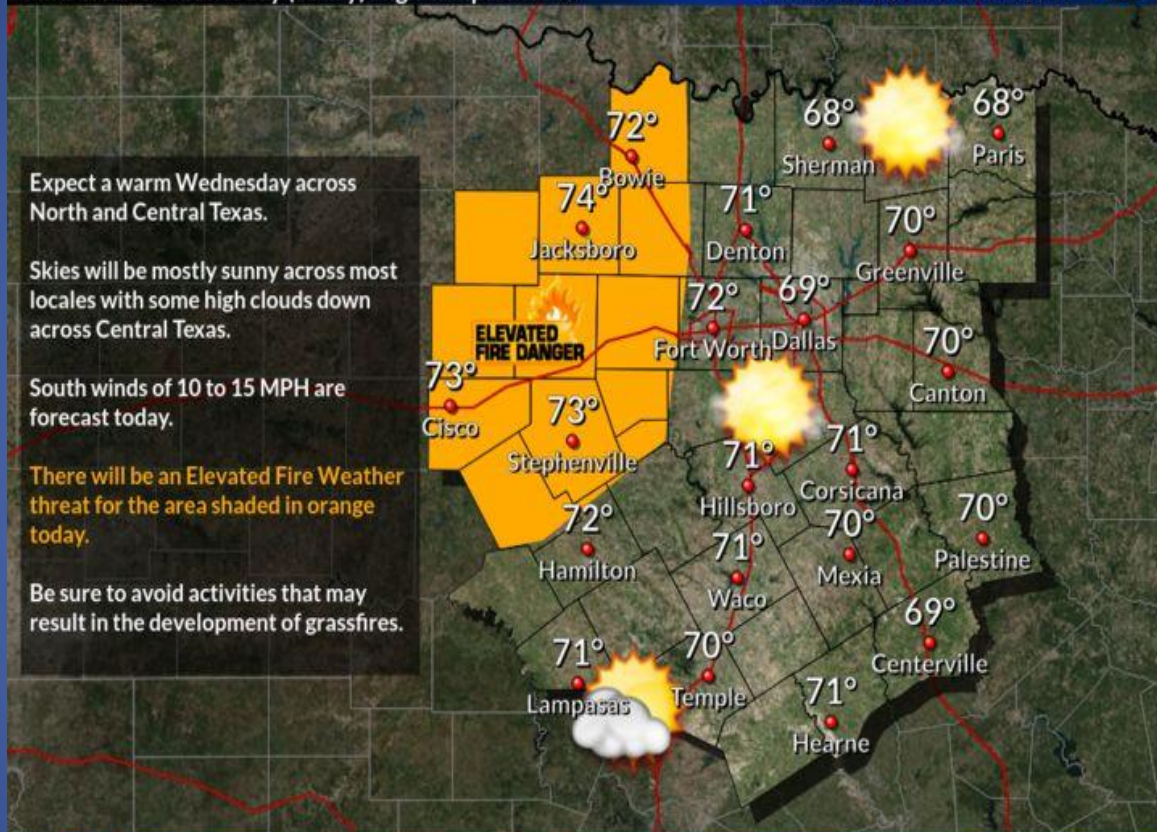 Expect a warm Wednesday across
North and Central Texas.
Skies will be mostly sunny across most
locales with some high clouds down
across Central Texas.
South winds of 10 to 15 MPH are
forecast today.
There will be an Elevated Fire Weather
threat for the area shaded in orange
today.
Be sure to avoid activities that may
result in the development of grassfires.
72°
Bowie
68°
Sherman
68°
Paris
74°
Jacksboro
71°
Denton
70°
Greenville
ELEVATED
FIRE DANGER
72°
Fort Worth
69°
Dallas
70°
Canton
73°
Cisco
73°
Stephenville
71°
Hillsboro
71°
Corsicana
72°
Hamilton
71°
Waco
70°
Mexia
70°
Palestine
69°
Centerville
71°
Lampasas
70°
Temple
71°
Hearne